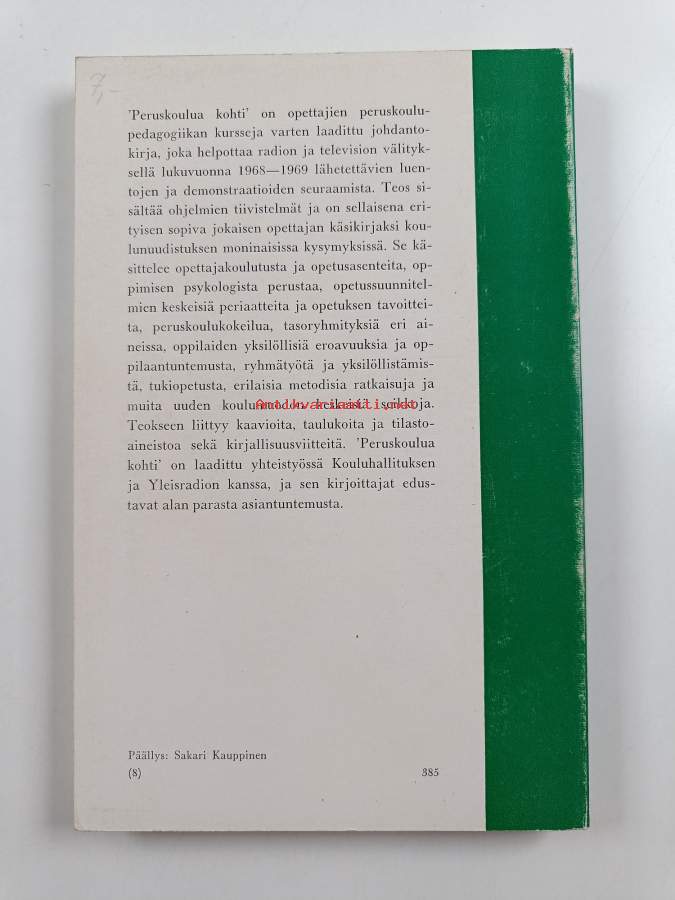 7,-
'Peruskoulua kohti' on opettajien peruskoulu-
pedagogiikan kursseja varten laadittu johdanto-
kirja, joka helpottaa radion ja television välityk-
sellä lukuvuonna 1968—1969 lähetettävien luen-
tojen ja demonstraatioiden seuraamista. Teos si-
sältää ohjelmien tiivistelmät ja on sellaisena eri-
tyisen sopiva jokaisen opettajan käsikirjaksi kou-
lunuudistuksen moninaisissa kysymyksissä. Se kä-
sittelee opettajakoulutusta ja opetusasenteita, op-
pimisen psykologista perustaa, opetussuunnitel-
mien keskeisiä periaatteita ja opetuksen tavoittei-
ta, peruskoulukokeilua, tasoryhmityksiä eri ai-
neissa, oppilaiden yksilöllisiä eroavuuksia ja op-
pilaantuntemusta, ryhmätyötä ja yksilöllistämis-
tä, tukiopetusta, erilaisia metodisia ratkaisuja ja
muita uuden koulumuodon keskeisiä seikkoja.
Antikvariaatti.net
Teokseen liittyy kaavioita, taulukoita ja tilasto-
aineistoa sekä kirjallisuusviitteitä. 'Peruskoulua
kohti' on laadittu yhteistyössä Kouluhallituksen
ja Yleisradion kanssa, ja sen kirjoittajat edus-
tavat alan parasta asiantuntemusta.
Päällys: Sakari Kauppinen
(8) 385